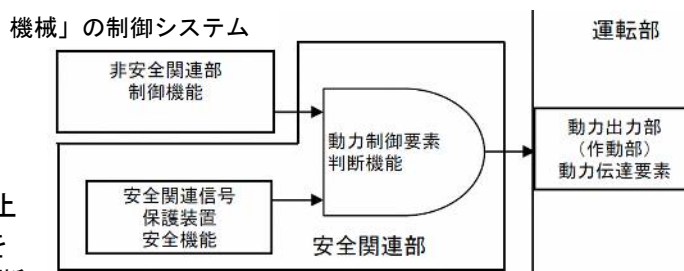 機械」の制御システム
運転部
非安全関連部
制御機能
動力制御要素
判断機能
動力出力部
（作動部）
動力伝達要素
安全関連信号
保護装置
安全機能
安全関連部
止
を